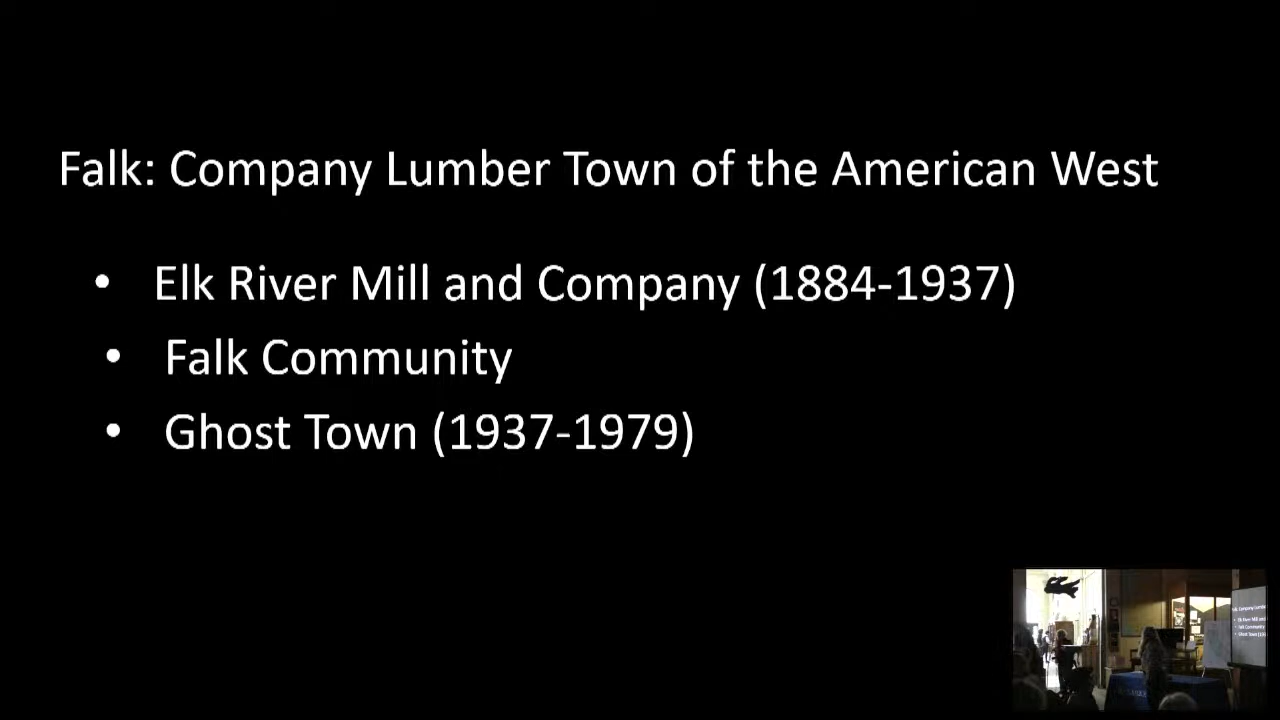 Falk: Company Lumber Town of the American West
• Elk River Mill and Company (1884-1937)
• Falk Community
• Ghost Town (1937-1979)